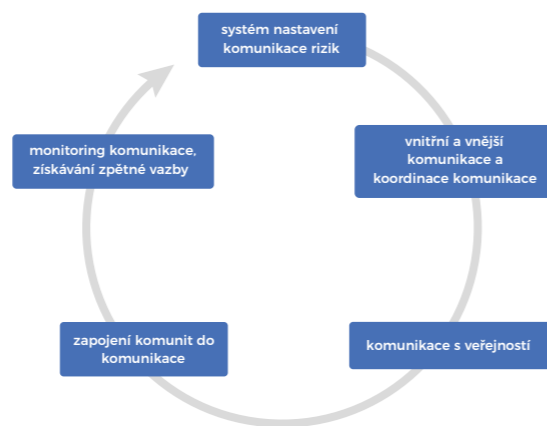 systém nastavení
komunikace rizik
vnitřní a vnější
komunikace a
koordinace komunikace
komunikace s veřejností
zapojení komunit do
komunikace
monitoring komunikace,
získávání zpětné vazby